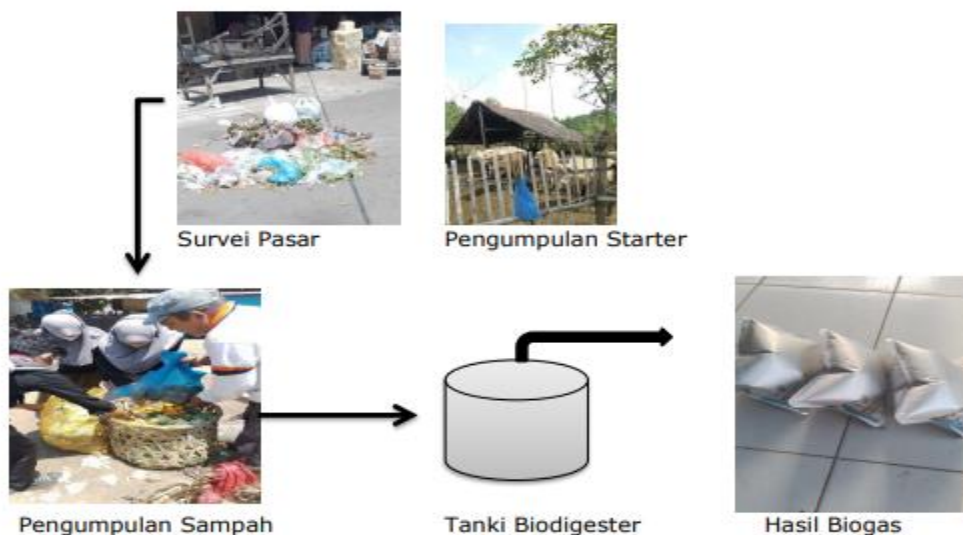 Survei Pasar
Pengumpulan Starter
Pengumpulan Sampah
Tanki Biodigester
Hasil Biogas